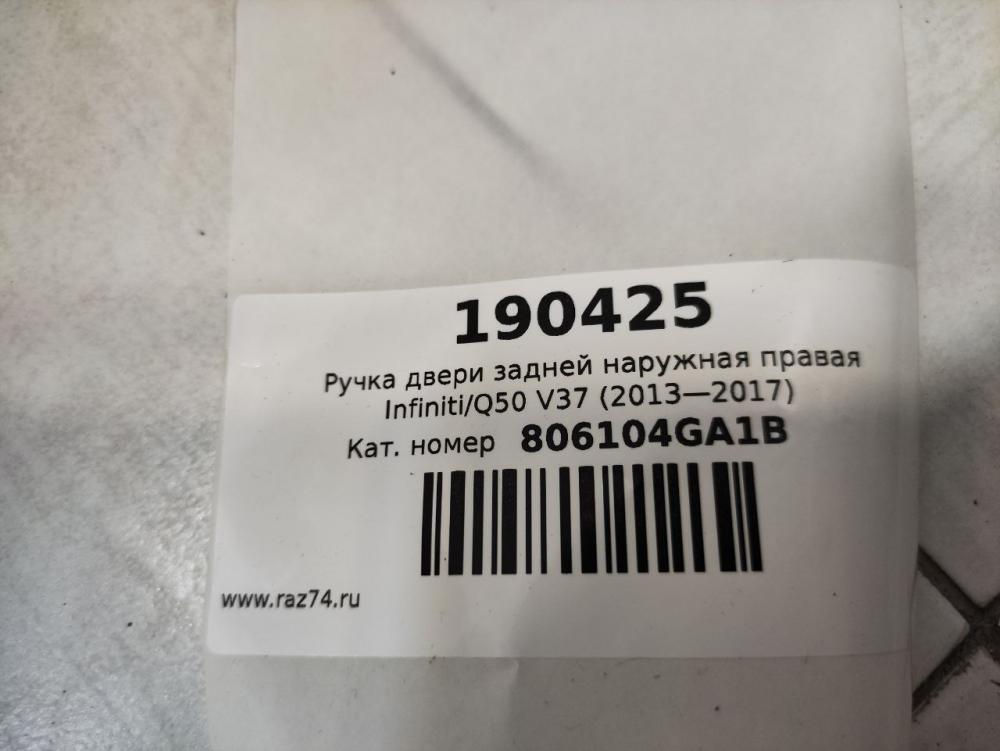 190425
Ручка двери задней наружная правая
Infiniti/Q50 V37 (2013—2017)
Кат. номер 806104GA1B
www.raz74.ru